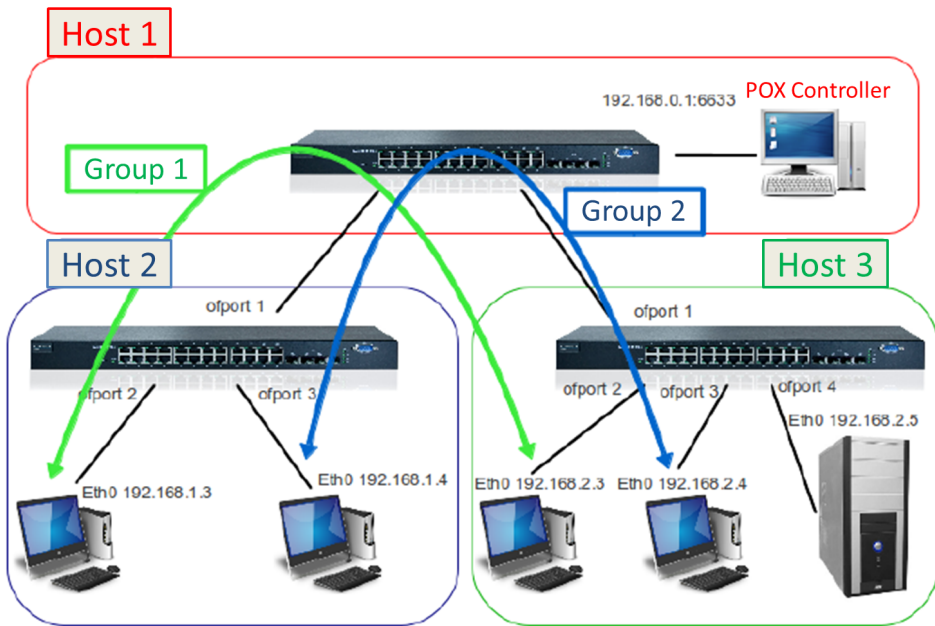 Host 1
POX Controller
192.168.0.1:6633
Group 1
Group 2
Host 2
Host 3
ofport 1
ofport 1
ofport 2
ofport 3
ofport 2
ofport 3
ofport 4
Eth0 192.168.2.5
Eth0 192.168.1.3
Eth0 192.168.1.4
Eth0 192.168.2.3
Eth0 192.168.2.4